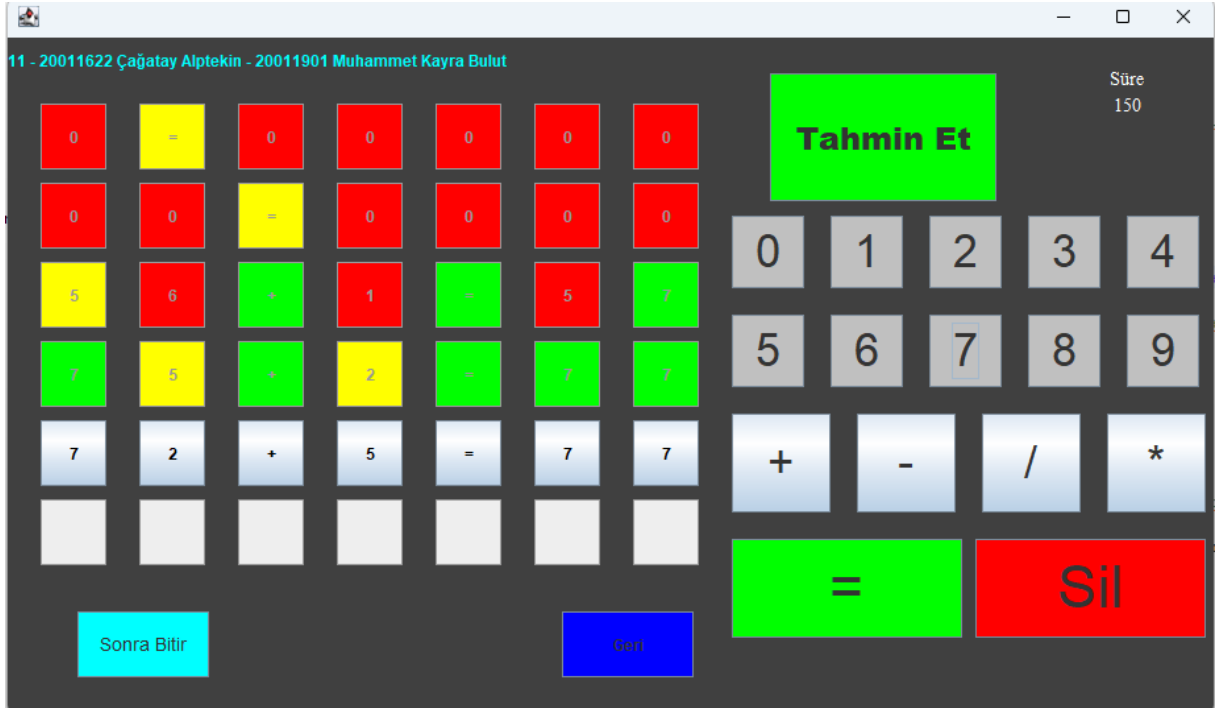 11 - 20011622 Çağatay Alptekin - 20011901 Muhammet Kayra Bulut
Süre
150
Tahmin Et
0 = 0 0 0 0 0
0 0 = 0 0 0 0
5 6 + 1 = 5 7
7 5 + 2 = 7 7
7 2 + 5 = 7 7
0 1 2 3 4
5 6 7 8 9
+ - / *
= Sil
Sonra Bitir
Geri